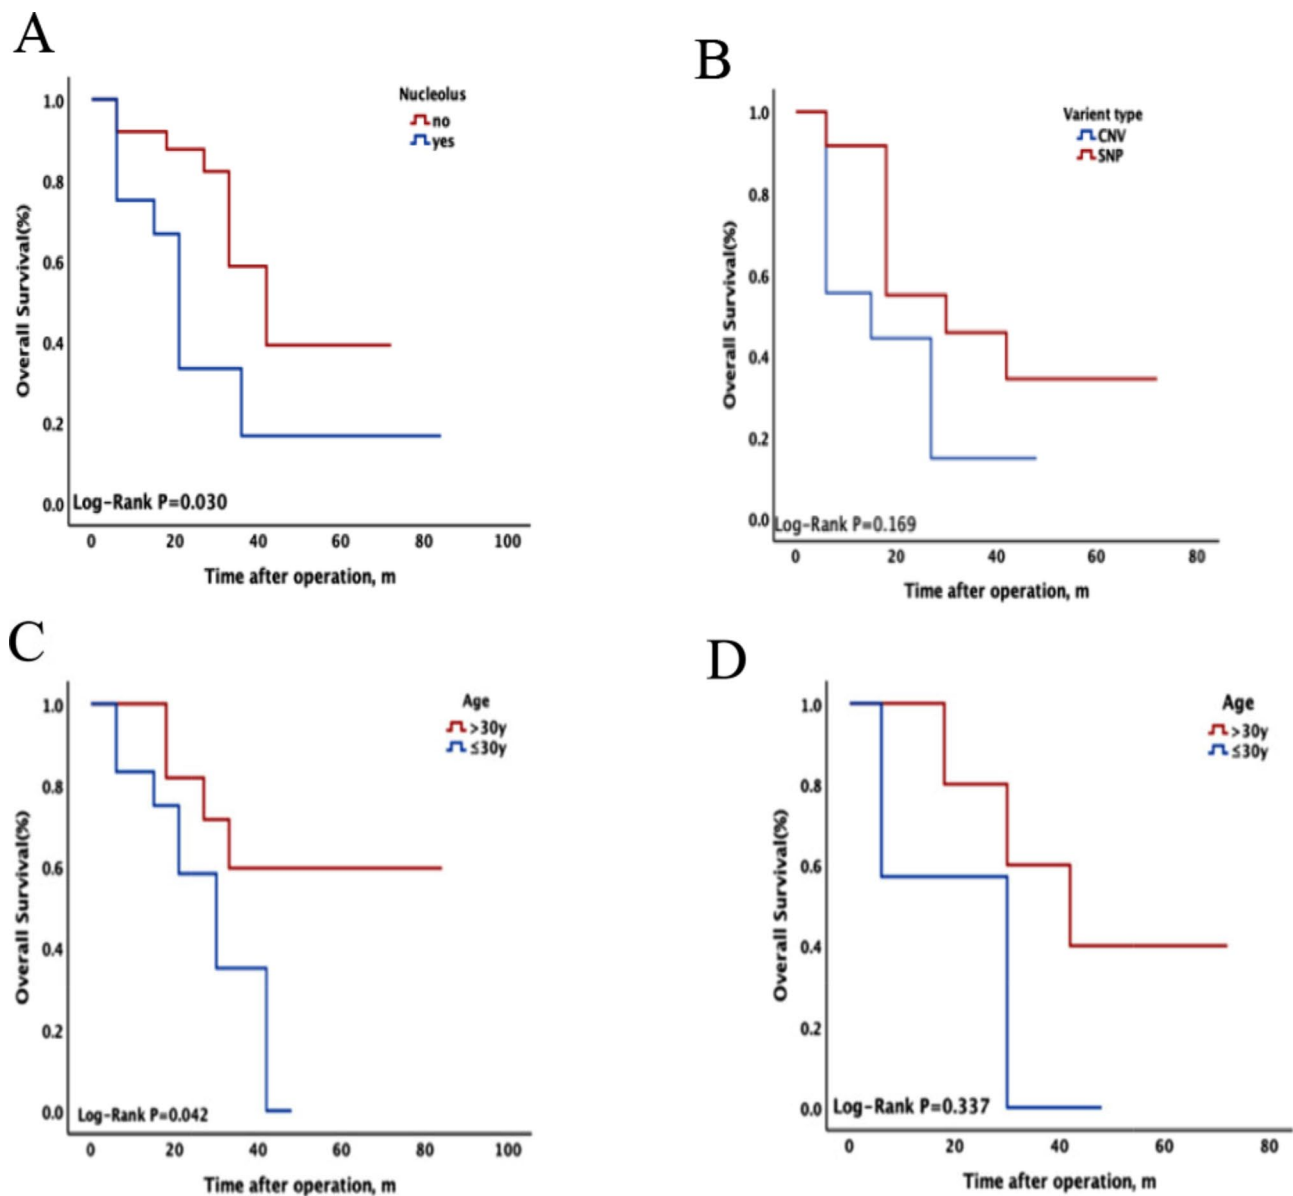 A
Nucleolus
no
yes
1.0
0.8
0.6
0.4
0.2
0.0
Overall Survival(%)
Log-Rank P=0.030
0 20 40 60 80 100
Time after operation, m
B
Varient type
CNV
SNP
1.0
0.8
0.6
0.4
0.2
0.0
Overall Survival(%)
Log-Rank P=0.169
0 20 40 60 80
Time after operation, m
C
Age
>30y
≤30y
1.0
0.8
0.6
0.4
0.2
0.0
Overall Survival(%)
Log-Rank P=0.042
0 20 40 60 80 100
Time after operation, m
D
Age
>30y
≤30y
1.0
0.8
0.6
0.4
0.2
0.0
Overall Survival(%)
Log-Rank P=0.337
0 20 40 60 80
Time after operation, m